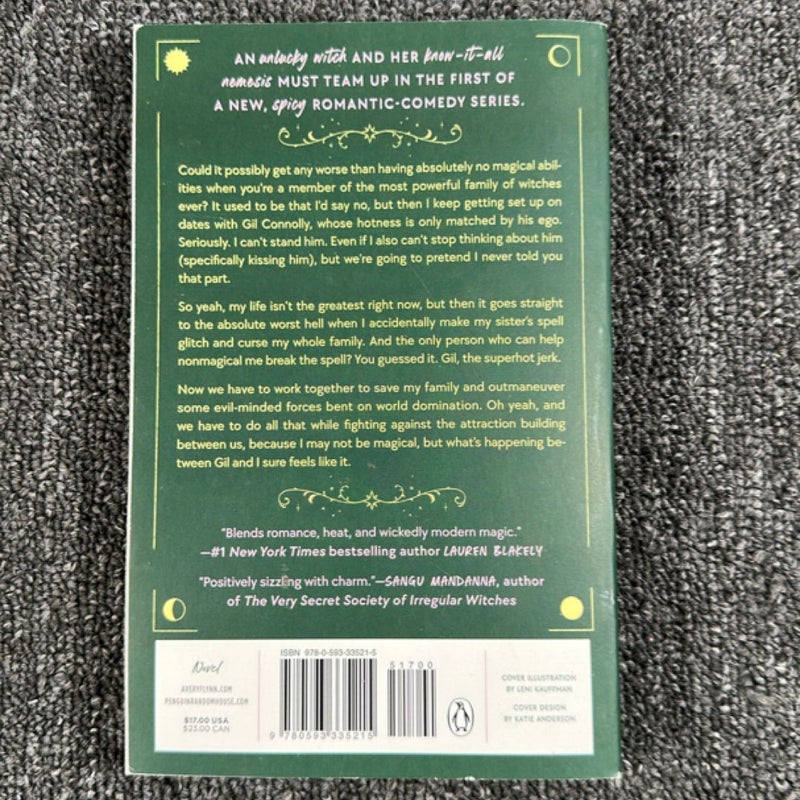 AN unlucky witch AND HER know-it-all
nemesis MUST TEAM UP IN THE FIRST OF
A NEW, spicy ROMANTIC-COMEDY SERIES.
Could it possibly get any worse than having absolutely no magical abil-
ities when you're a member of the most powerful family of witches
ever? It used to be that I'd say no, but then I keep getting set up on
dates with Gil Connolly, whose hotness is only matched by his ego.
Seriously. I can't stand him. Even if I also can't stop thinking about him
(specifically kissing him), but we're going to pretend I never told you
that part.
So yeah, my life isn't the greatest right now, but then it goes straight
to the absolute worst hell when I accidentally make my sister's spell
glitch and curse my whole family. And the only person who can help
nonmagical me break the spell? You guessed it. Gil, the superhot jerk.
Now we have to work together to save my family and outmaneuver
some evil-minded forces bent on world domination. Oh yeah, and
we have to do all that while fighting against the attraction building
between us, because I may not be magical, but what's happening be-
tween Gil and I sure feels like it.
"Blends romance, heat, and wickedly modern magic."
—#1 New York Times bestselling author LAUREN BLAKELY
"Positively sizzling with charm."—SANGU MANDANNA, author
of The Very Secret Society of Irregular Witches
Novel
AVERYFLYNN.COM
PENGUINRANDOMHOUSE.COM
$17.00 USA
$23.00 CAN
ISBN 978-0-593-33521-5
51700
9 780593 335215
COVER ILLUSTRATION
BY LENI KAUFFMAN
COVER DESIGN
BY KATIE ANDERSON